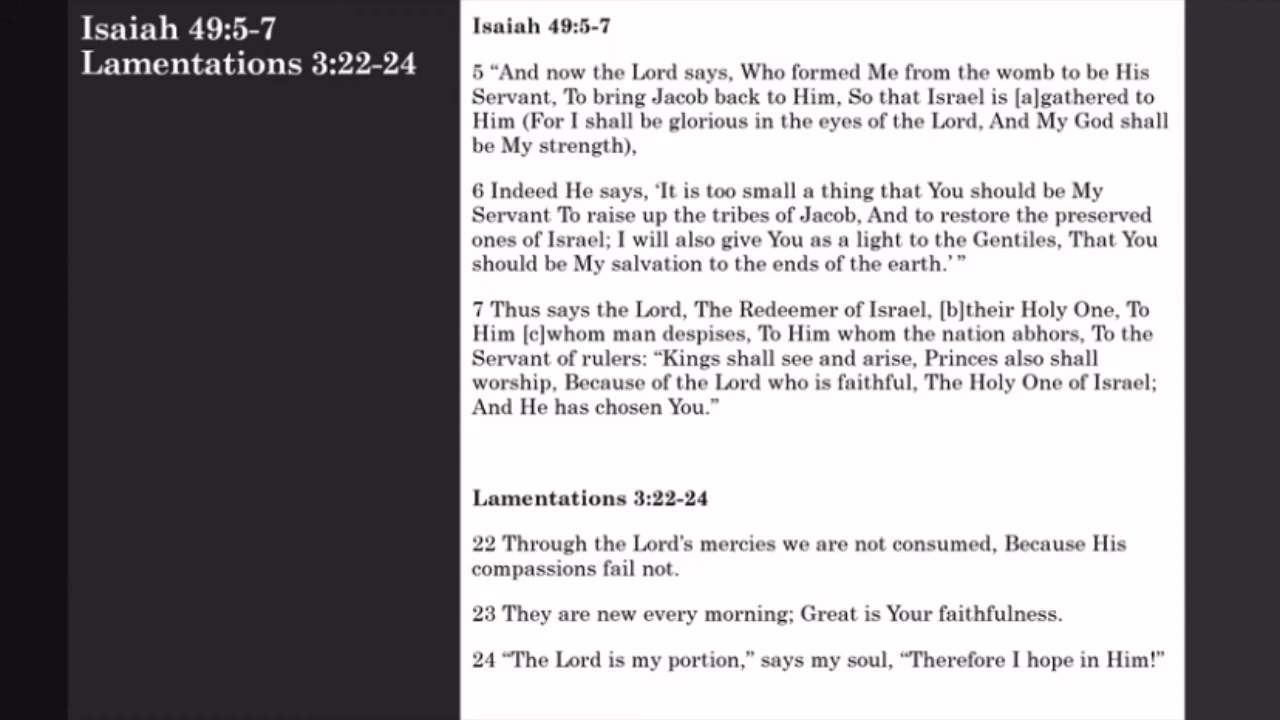 Isaiah 49:5-7
Lamentations 3:22-24
Isaiah 49:5-7
5 “And now the Lord says, Who formed Me from the womb to be His
Servant, To bring Jacob back to Him, So that Israel is [a]gathered to
Him (For I shall be glorious in the eyes of the Lord, And My God shall
be My strength),
6 Indeed He says, ‘It is too small a thing that You should be My
Servant To raise up the tribes of Jacob, And to restore the preserved
ones of Israel; I will also give You as a light to the Gentiles, That You
should be My salvation to the ends of the earth.’ ”
7 Thus says the Lord, The Redeemer of Israel, [b]their Holy One, To
Him [c]whom man despises, To Him whom the nation abhors, To the
Servant of rulers: “Kings shall see and arise, Princes also shall
worship, Because of the Lord who is faithful, The Holy One of Israel;
And He has chosen You.”
Lamentations 3:22-24
22 Through the Lord’s mercies we are not consumed, Because His
compassions fail not.
23 They are new every morning; Great is Your faithfulness.
24 “The Lord is my portion,” says my soul, “Therefore I hope in Him!”